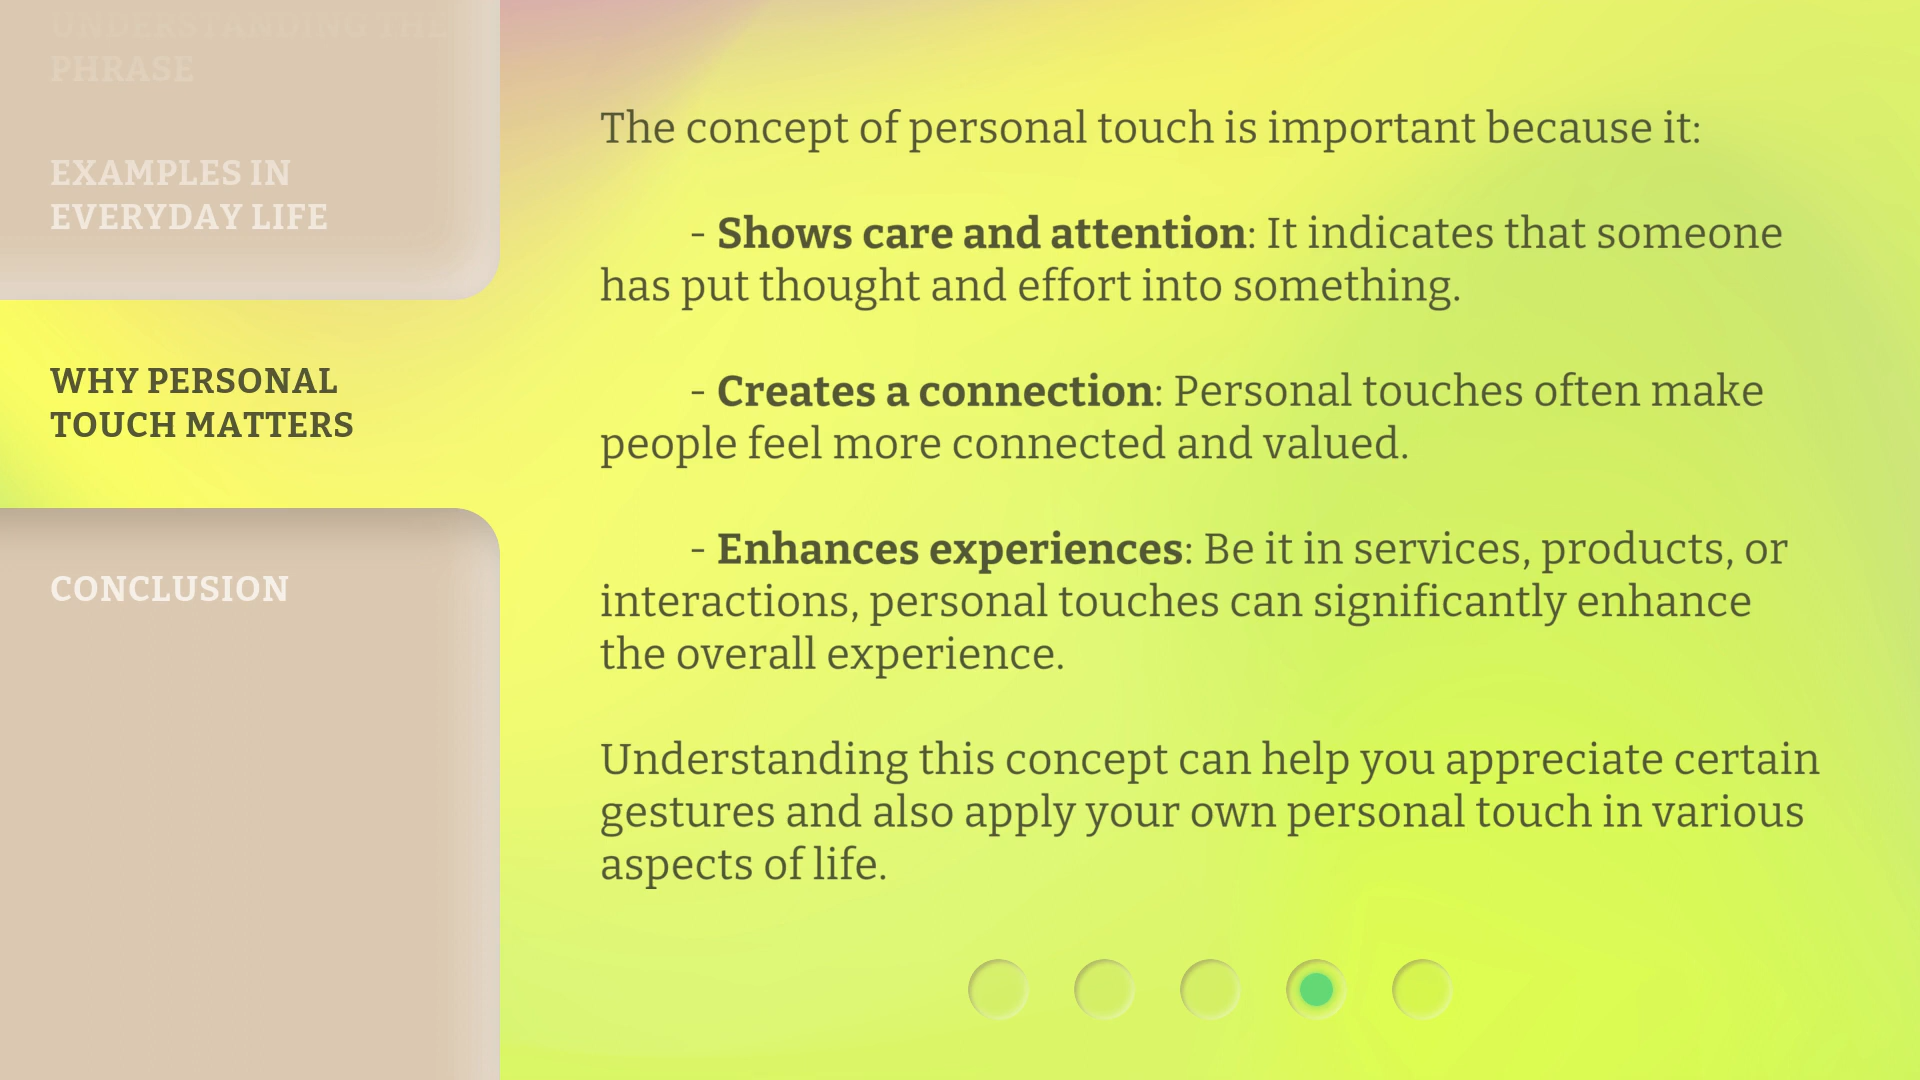 UNDERSTANDING THE
PHRASE
EXAMPLES IN
EVERYDAY LIFE
WHY PERSONAL
TOUCH MATTERS
CONCLUSION
The concept of personal touch is important because it:
- Shows care and attention: It indicates that someone
has put thought and effort into something.
- Creates a connection: Personal touches often make
people feel more connected and valued.
- Enhances experiences: Be it in services, products, or
interactions, personal touches can significantly enhance
the overall experience.
Understanding this concept can help you appreciate certain
gestures and also apply your own personal touch in various
aspects of life.